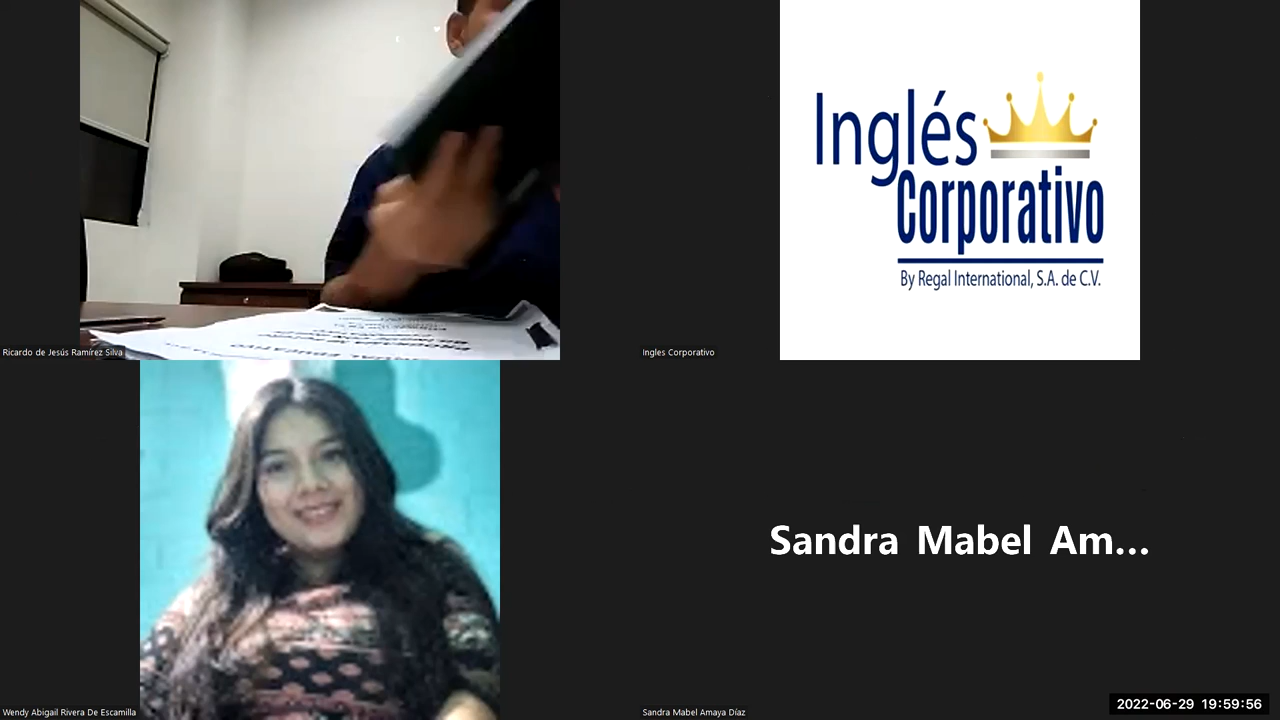 Inglés
Corporativo
By Regal International, S.A. de C.V.
Ricardo de Jesús Ramírez Silva
Ingles Corporativo
Sandra Mabel Am...
Wendy Abigail Rivera De Escamilla
Sandra Mabel Amaya Díaz
2022-06-29 19:59:56